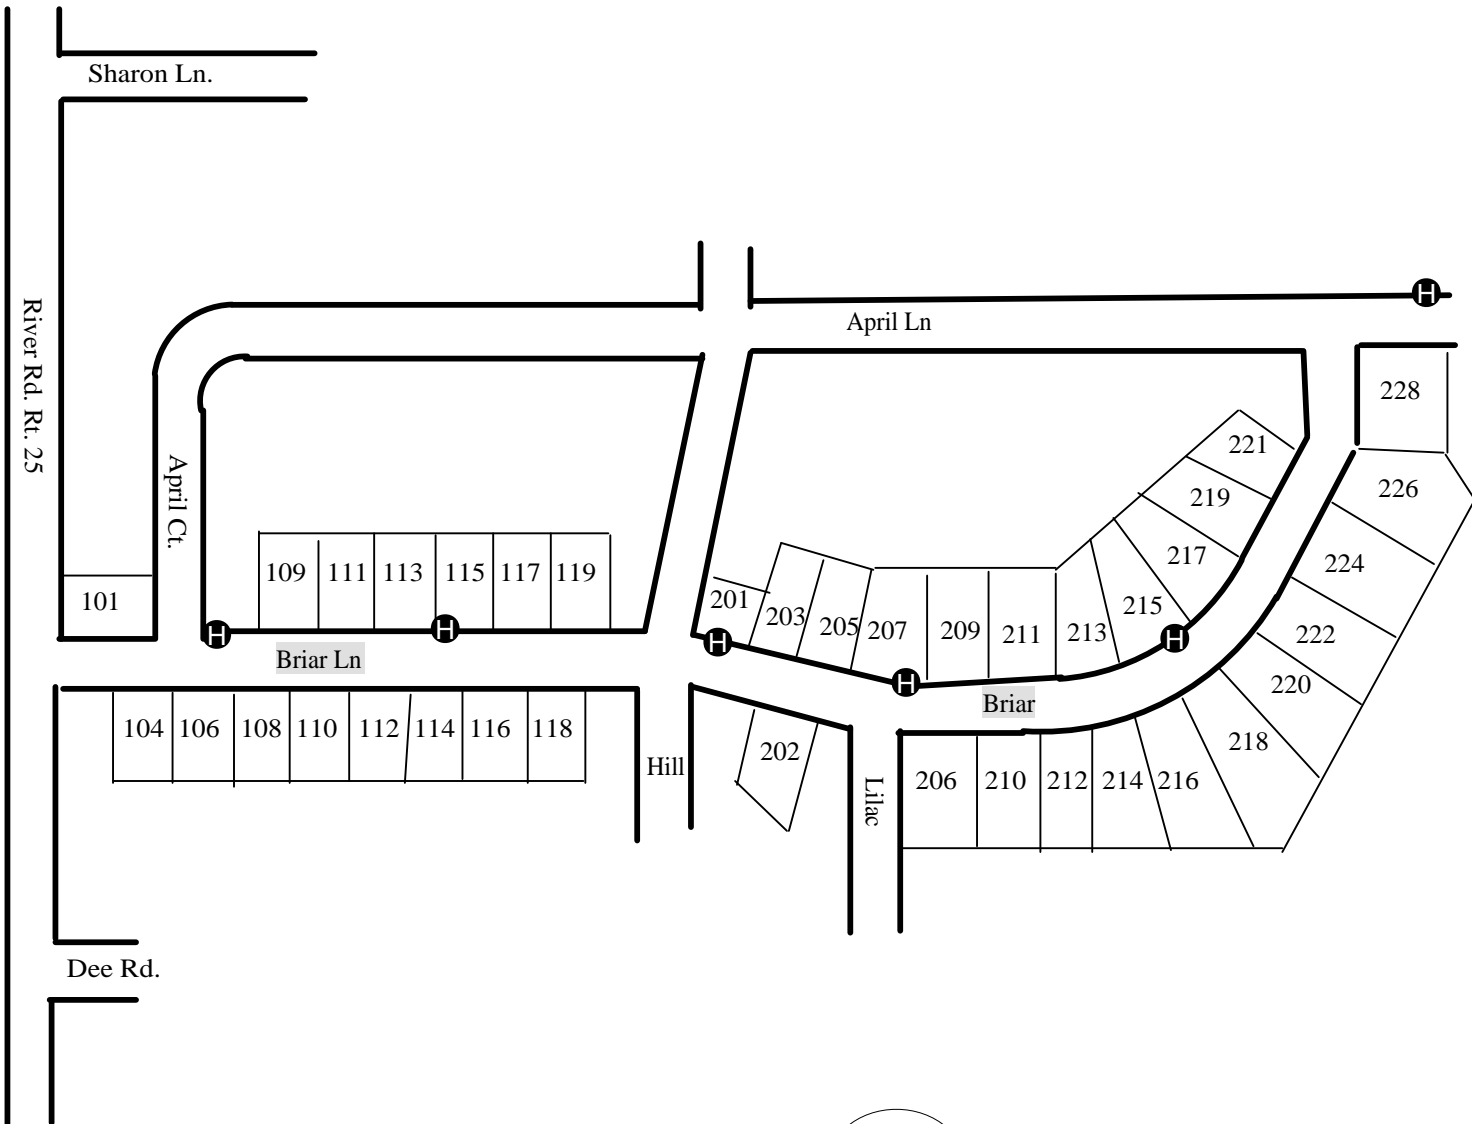 Sharon Ln.
River Rd. Rt. 25
H
April Ln
228
221
226
April Ct.
219
217
224
109 111 113 115 117 119
101
201 203 205 207 209 211 213 215
222
H H H H H
Briar Ln
220
Briar
104 106 108 110 112 114 116 118
202
218
Hill
206 210 212 214 216
Lilac
Dee Rd.